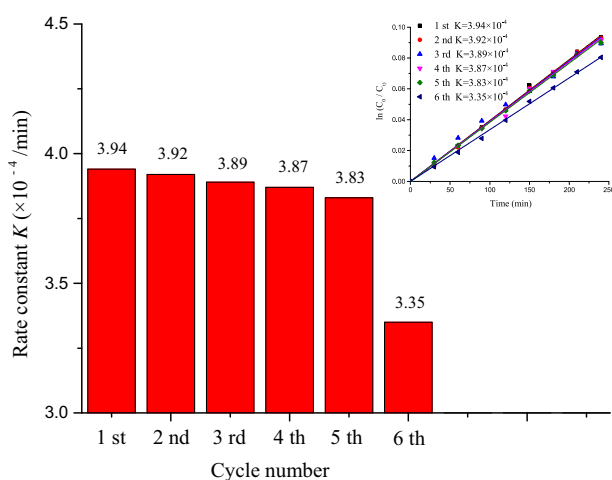 4.5
4.0
3.5
3.0
Rate constant K (×10⁻⁴/min)
3.94
3.92
3.89
3.87
3.83
3.35
1 st 2 nd 3 rd 4 th 5 th 6 th
Cycle number
0.10
0.08
0.06
0.04
0.02
0.00
ln (C₀ / C₀)
1 st K=3.94×10⁻⁴
2 nd K=3.92×10⁻⁴
3 rd K=3.89×10⁻⁴
4 th K=3.87×10⁻⁴
5 th K=3.83×10⁻⁴
6 th K=3.35×10⁻⁴
0 50 100 150 200 250
Time (min)